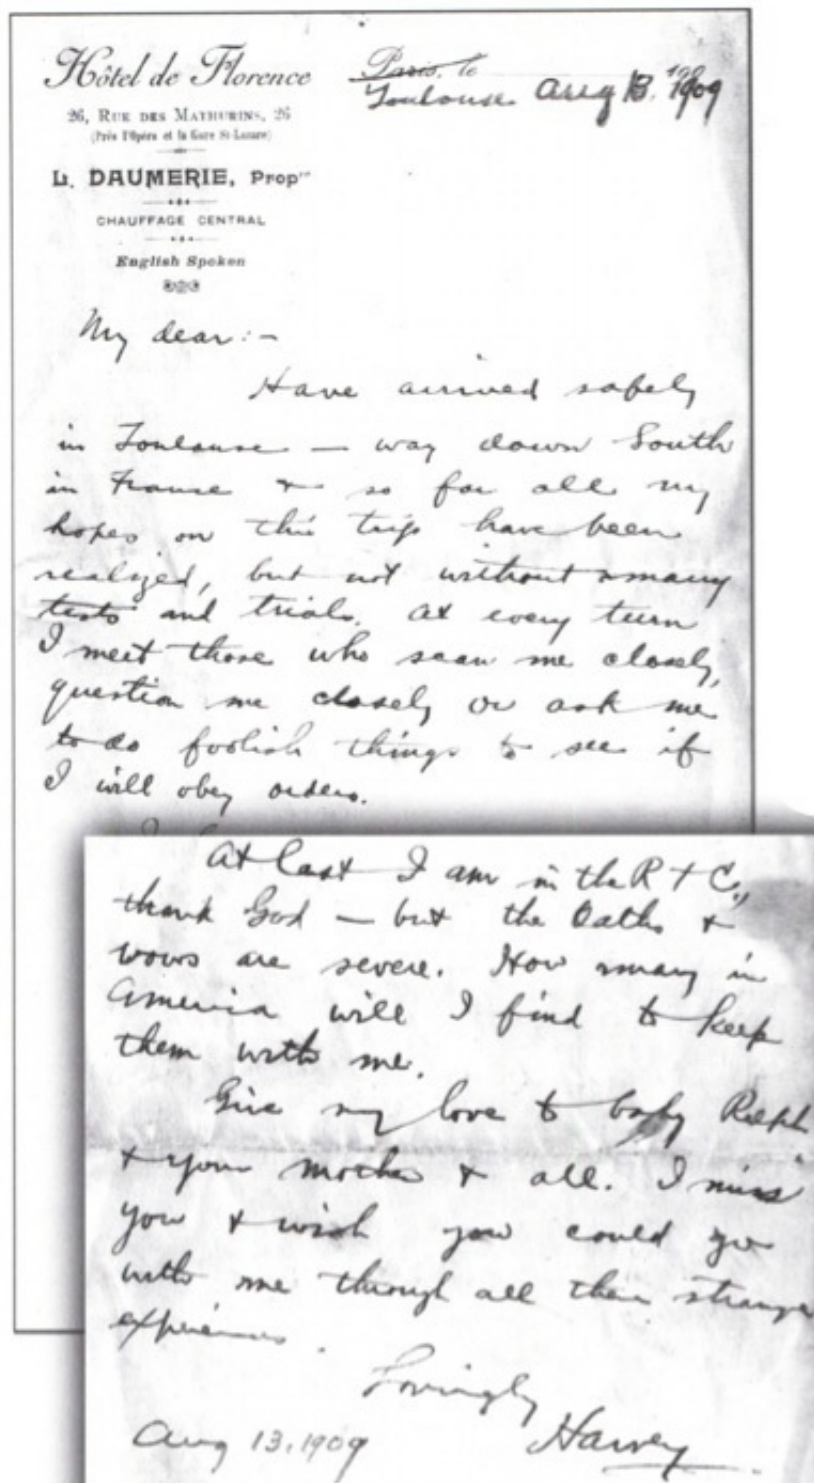 Hôtel de Florence
26, RUE DES MATHURINS, 26
(Près l'Opéra et la Gare St-Lazare)
L. DAUMERIE, Propre
CHAUFFAGE CENTRAL
English Spoken
Paris, le 190
Toulouse Aug 13. 1909
My dear:-
Have arrived safely
in Toulouse — way down South
in France & so far all my
hopes on this trip have been
realized, but not without many
tests and trials. At every turn
I meet those who scan me closely,
question me closely or ask me
to do foolish things to see if
I will obey orders.
At last I am in the R + C.,
thank God — but the Oaths &
vows are severe. How many in
America will I find to keep
them with me.
Give my love to baby Ralph
& your mother & all. I miss
you & wish you could go
with me through all these strange
experiences.
Lovingly
Harvey
Aug 13, 1909